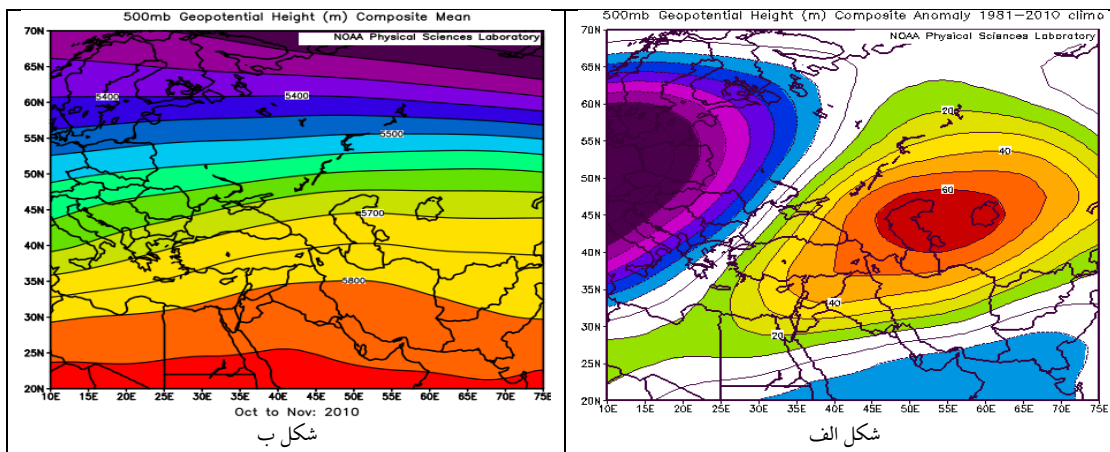 500mb Geopotential Height (m) Composite Mean
NOAA Physical Sciences Laboratory
70N
65N
60N
55N
50N
45N
40N
35N
30N
25N
20N
5400
5400
5500
5700
5800
10E 15E 20E 25E 30E 35E 40E 45E 50E 55E 60E 65E 70E 75E
Oct to Nov: 2010
شکل ب
500mb Geopotential Height (m) Composite Anomaly 1981-2010 climo
NOAA Physical Sciences Laboratory
70N
65N
60N
55N
50N
45N
40N
35N
30N
25N
20N
20
40
60
40
20
10E 15E 20E 25E 30E 35E 40E 45E 50E 55E 60E 65E 70E 75E
شکل الف